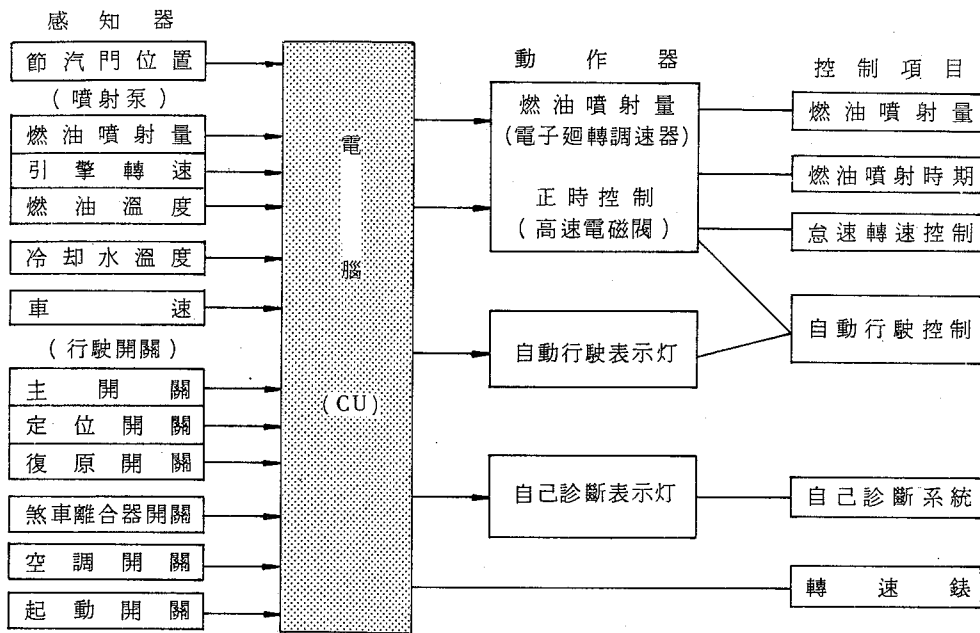 感知器
節汽門位置
(噴射泵)
燃油噴射量
引擎轉速
燃油溫度
冷却水溫度
車速
(行駛開關)
主開關
定位開關
復原開關
煞車離合器開關
空調開關
起動開關
電
腦
(CU)
動作器
燃油噴射量
(電子廻轉調速器)
正時控制
(高速電磁閥)
自動行駛表示灯
自己診斷表示灯
控制項目
燃油噴射量
燃油噴射時期
怠速轉速控制
自動行駛控制
自己診斷系統
轉速錶